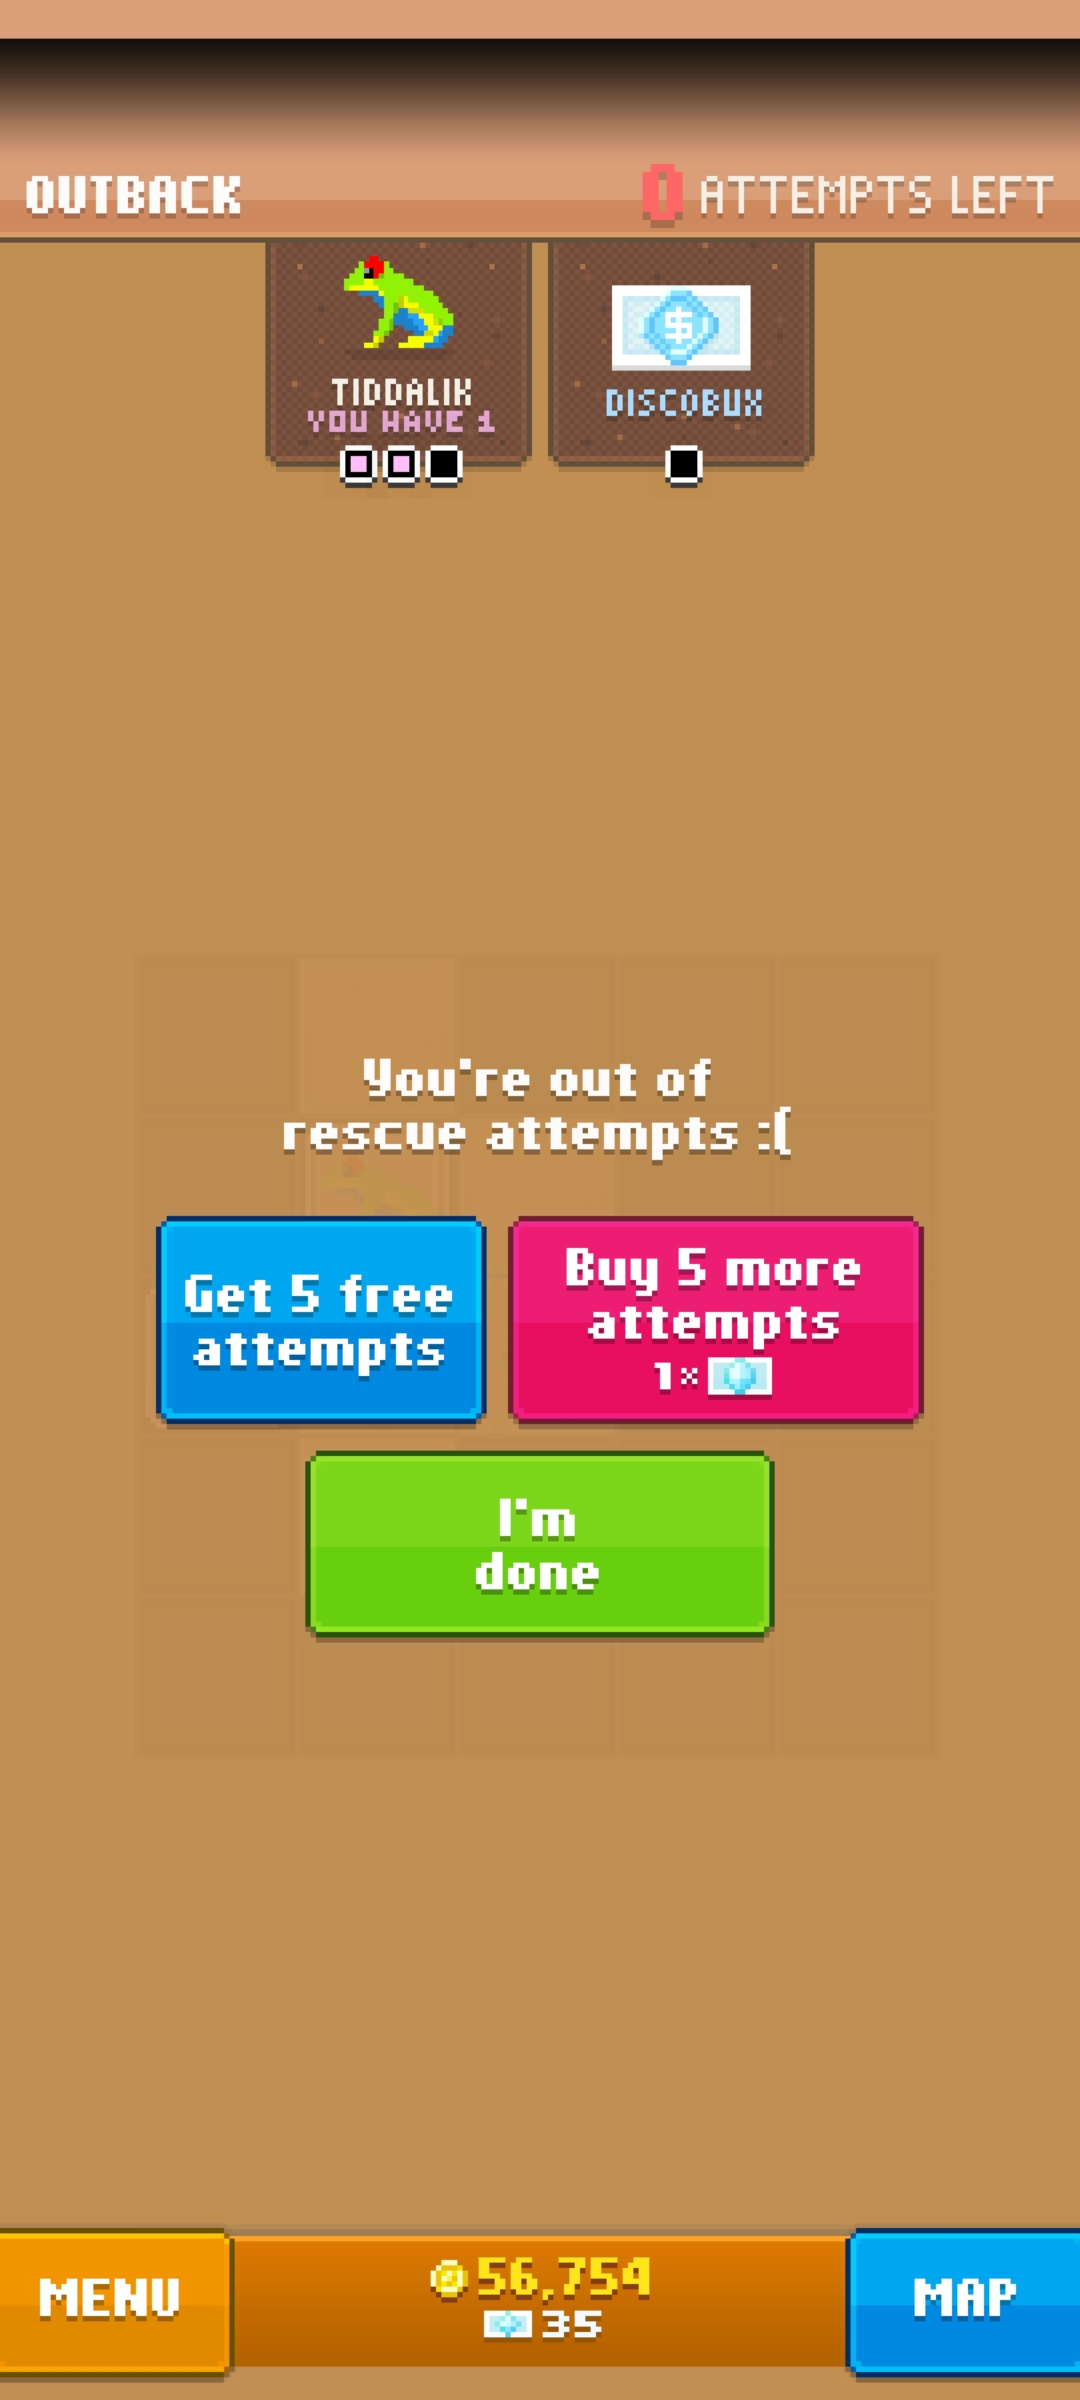 OUTBACK
0 ATTEMPTS LEFT
TIDDALIK
YOU HAVE 1
$
DISCOBUX
You're out of
rescue attempts :(
Get 5 free
attempts
Buy 5 more
attempts
1×
I'm
done
MENU
56,754
35
MAP